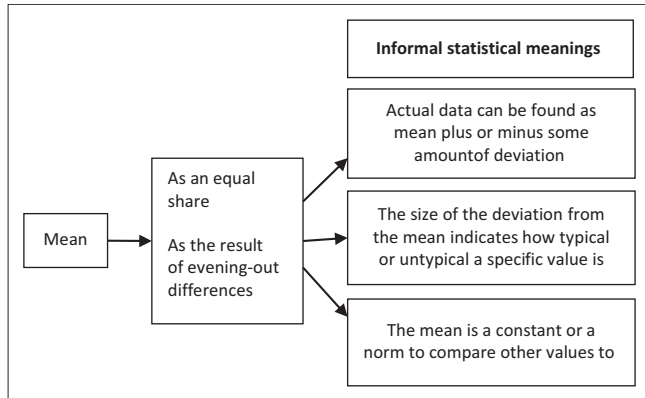 Informal statistical meanings
Actual data can be found as
mean plus or minus some
amountof deviation
As an equal
share
Mean
As the result
of evening-out
differences
The size of the deviation from
the mean indicates how typical
or untypical a specific value is
The mean is a constant or a
norm to compare other values to